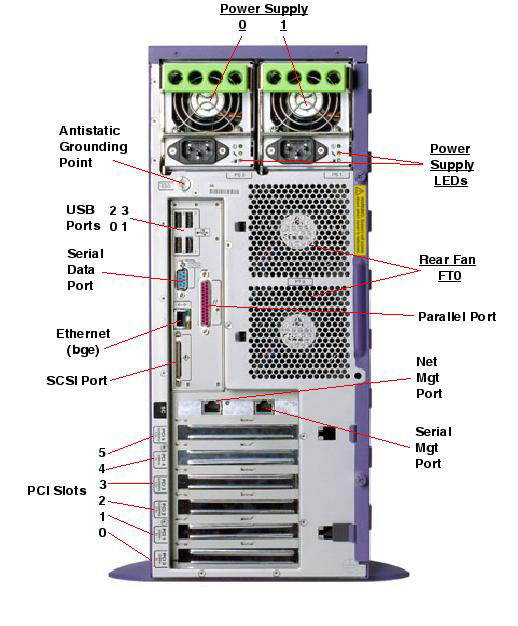 Power Supply
0 1
Antistatic
Grounding
Point
Power
Supply
LEDs
USB 2 3
Ports 0 1
Serial
Data
Port
Rear Fan
FT0
Parallel Port
Ethernet
(bge)
SCSI Port
Net
Mgt
Port
Serial
Mgt
Port
PCI Slots
5
4
3
2
1
0
SC